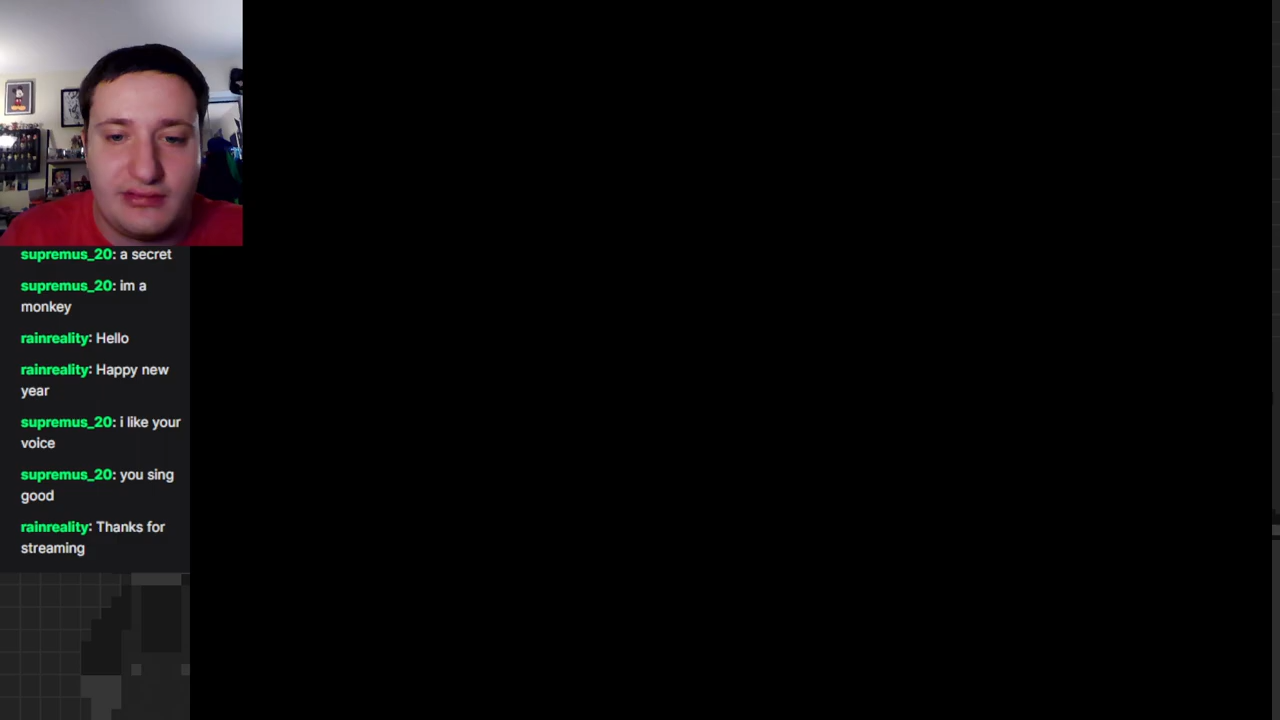 supremus_20: a secret
supremus_20: im a
monkey
rainreality: Hello
rainreality: Happy new
year
supremus_20: i like your
voice
supremus_20: you sing
good
rainreality: Thanks for
streaming